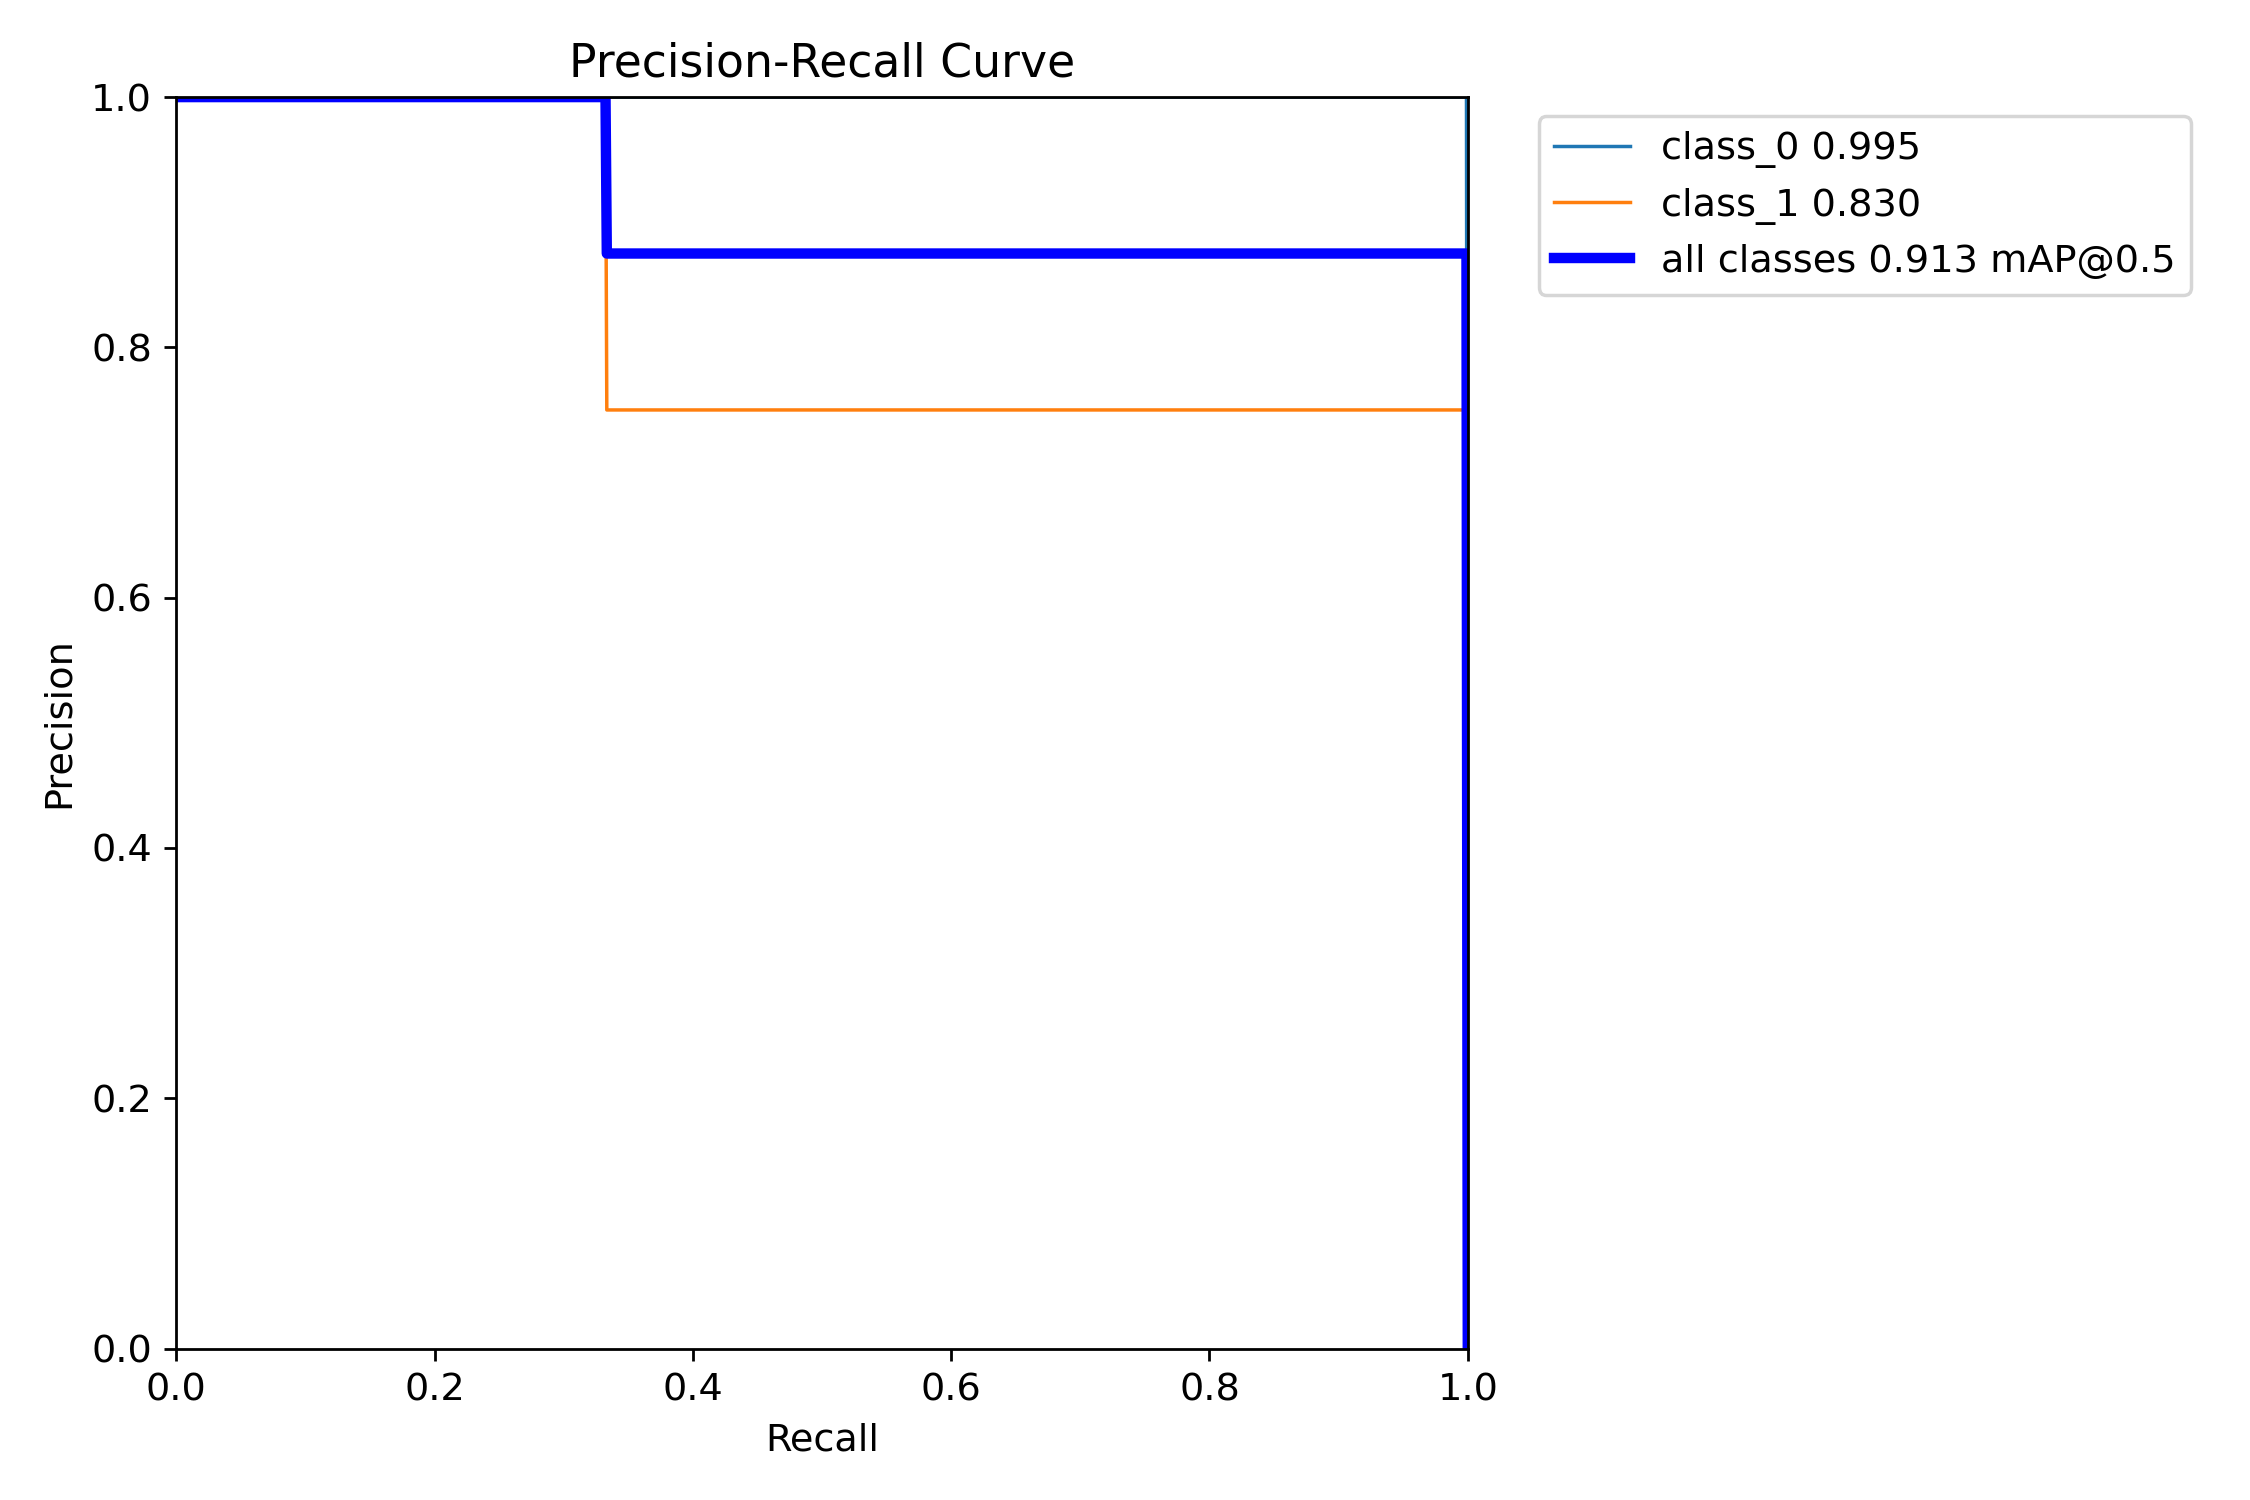 Precision-Recall Curve
1.0
0.8
0.6
0.4
0.2
0.0
Precision
0.0 0.2 0.4 0.6 0.8 1.0
Recall
class_0 0.995
class_1 0.830
all classes 0.913 mAP@0.5